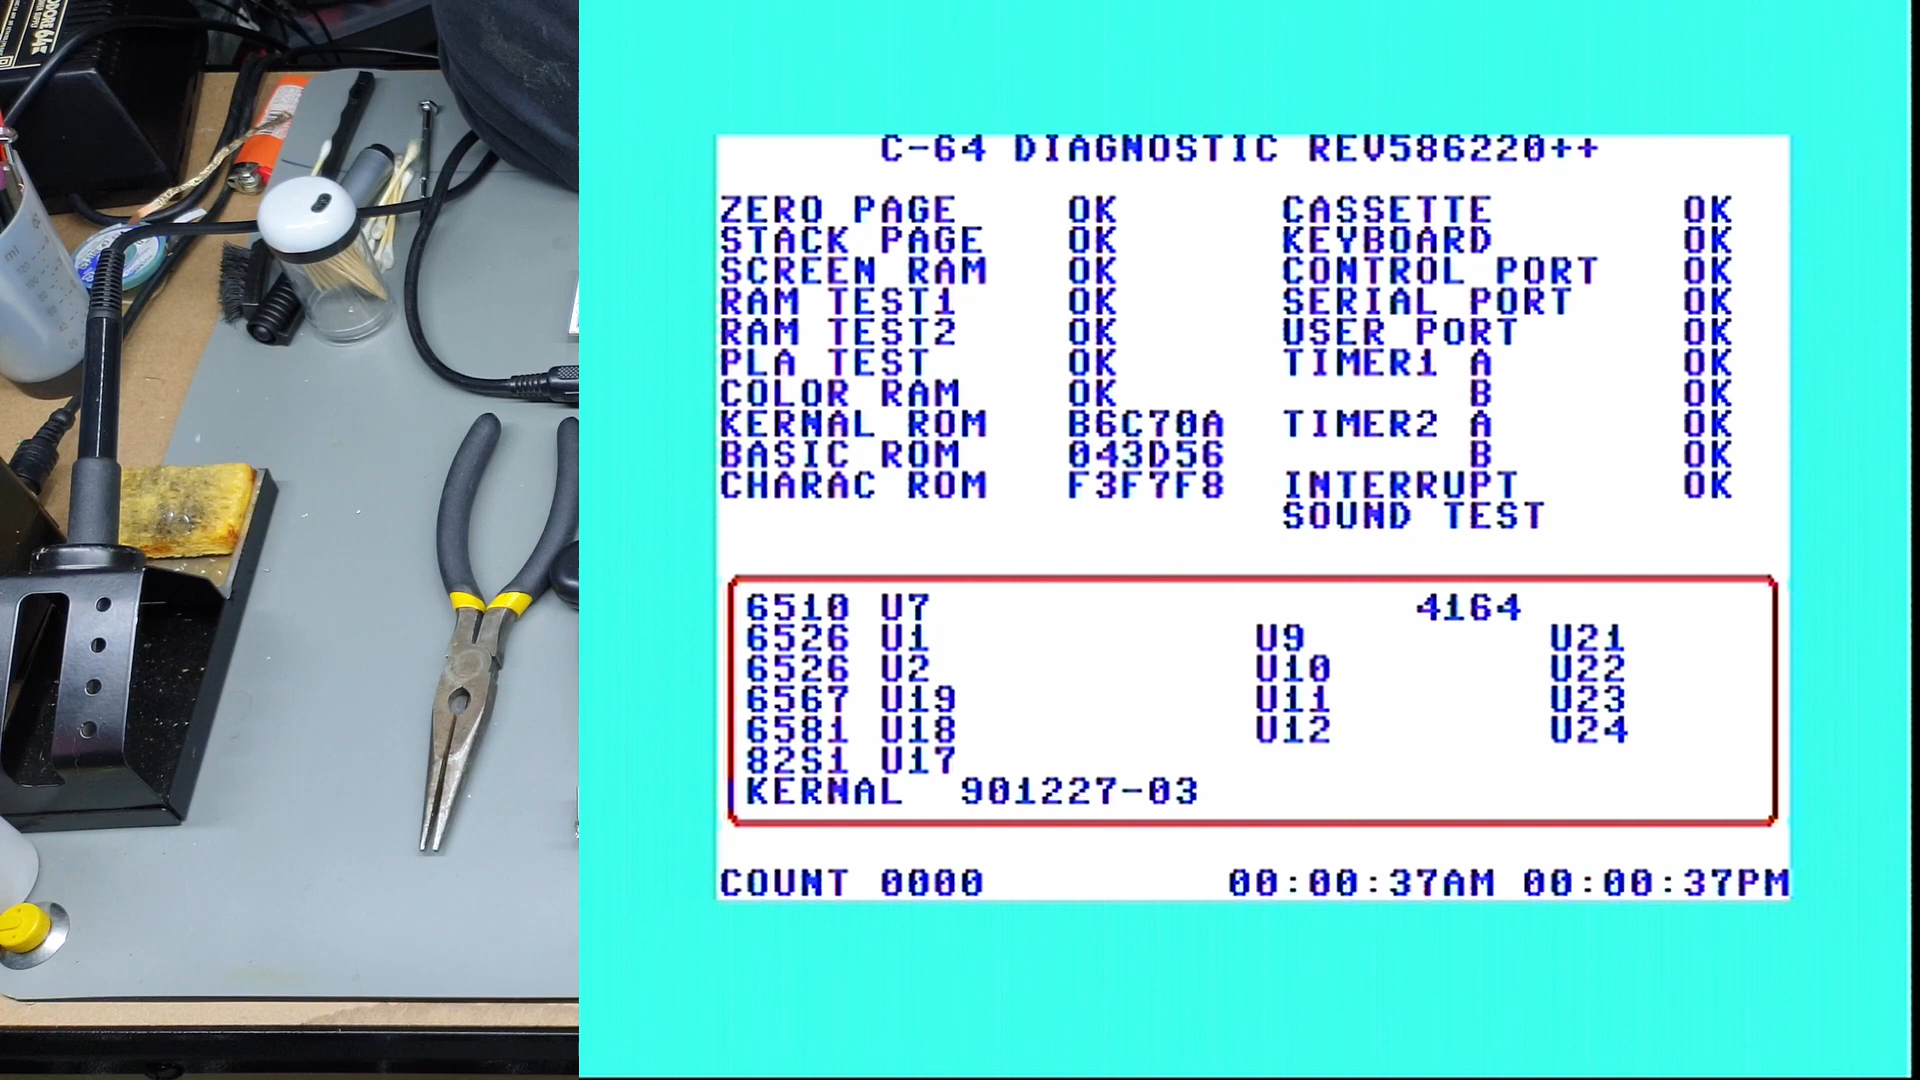 C-64 DIAGNOSTIC REV586220++
ZERO PAGE OK CASSETTE OK
STACK PAGE OK KEYBOARD OK
SCREEN RAM OK CONTROL PORT OK
RAM TEST1 OK SERIAL PORT OK
RAM TEST2 OK USER PORT OK
PLA TEST OK TIMER1 A OK
COLOR RAM OK B OK
KERNAL ROM B6C70A TIMER2 A OK
BASIC ROM 043D56 B OK
CHARAC ROM F3F7F8 INTERRUPT OK
SOUND TEST
6510 U7 4164
6526 U1 U9 U21
6526 U2 U10 U22
6567 U19 U11 U23
6581 U18 U12 U24
82S1 U17
KERNAL 901227-03
COUNT 0000 00:00:37AM 00:00:37PM